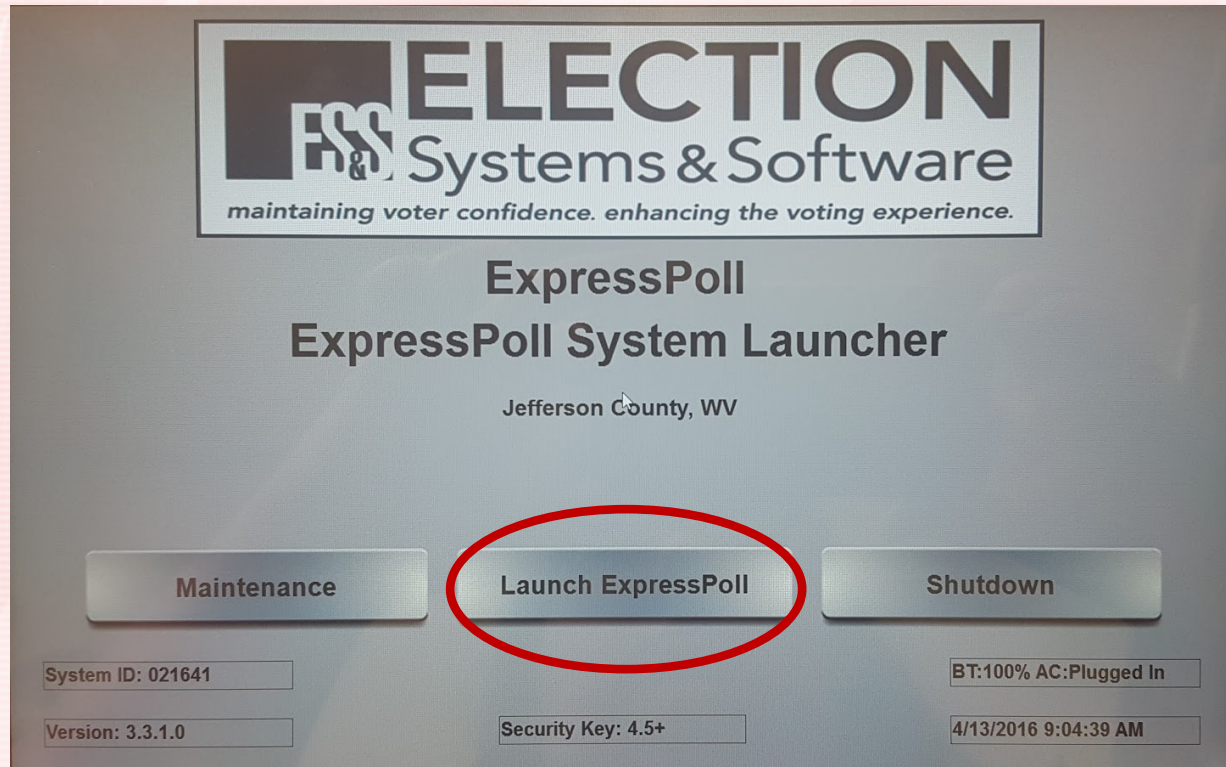 ES&S ELECTION
Systems & Software
maintaining voter confidence. enhancing the voting experience.
ExpressPoll
ExpressPoll System Launcher
Jefferson County, WV
Maintenance
Launch ExpressPoll
Shutdown
System ID: 021641
BT:100% AC:Plugged In
Version: 3.3.1.0
Security Key: 4.5+
4/13/2016 9:04:39 AM